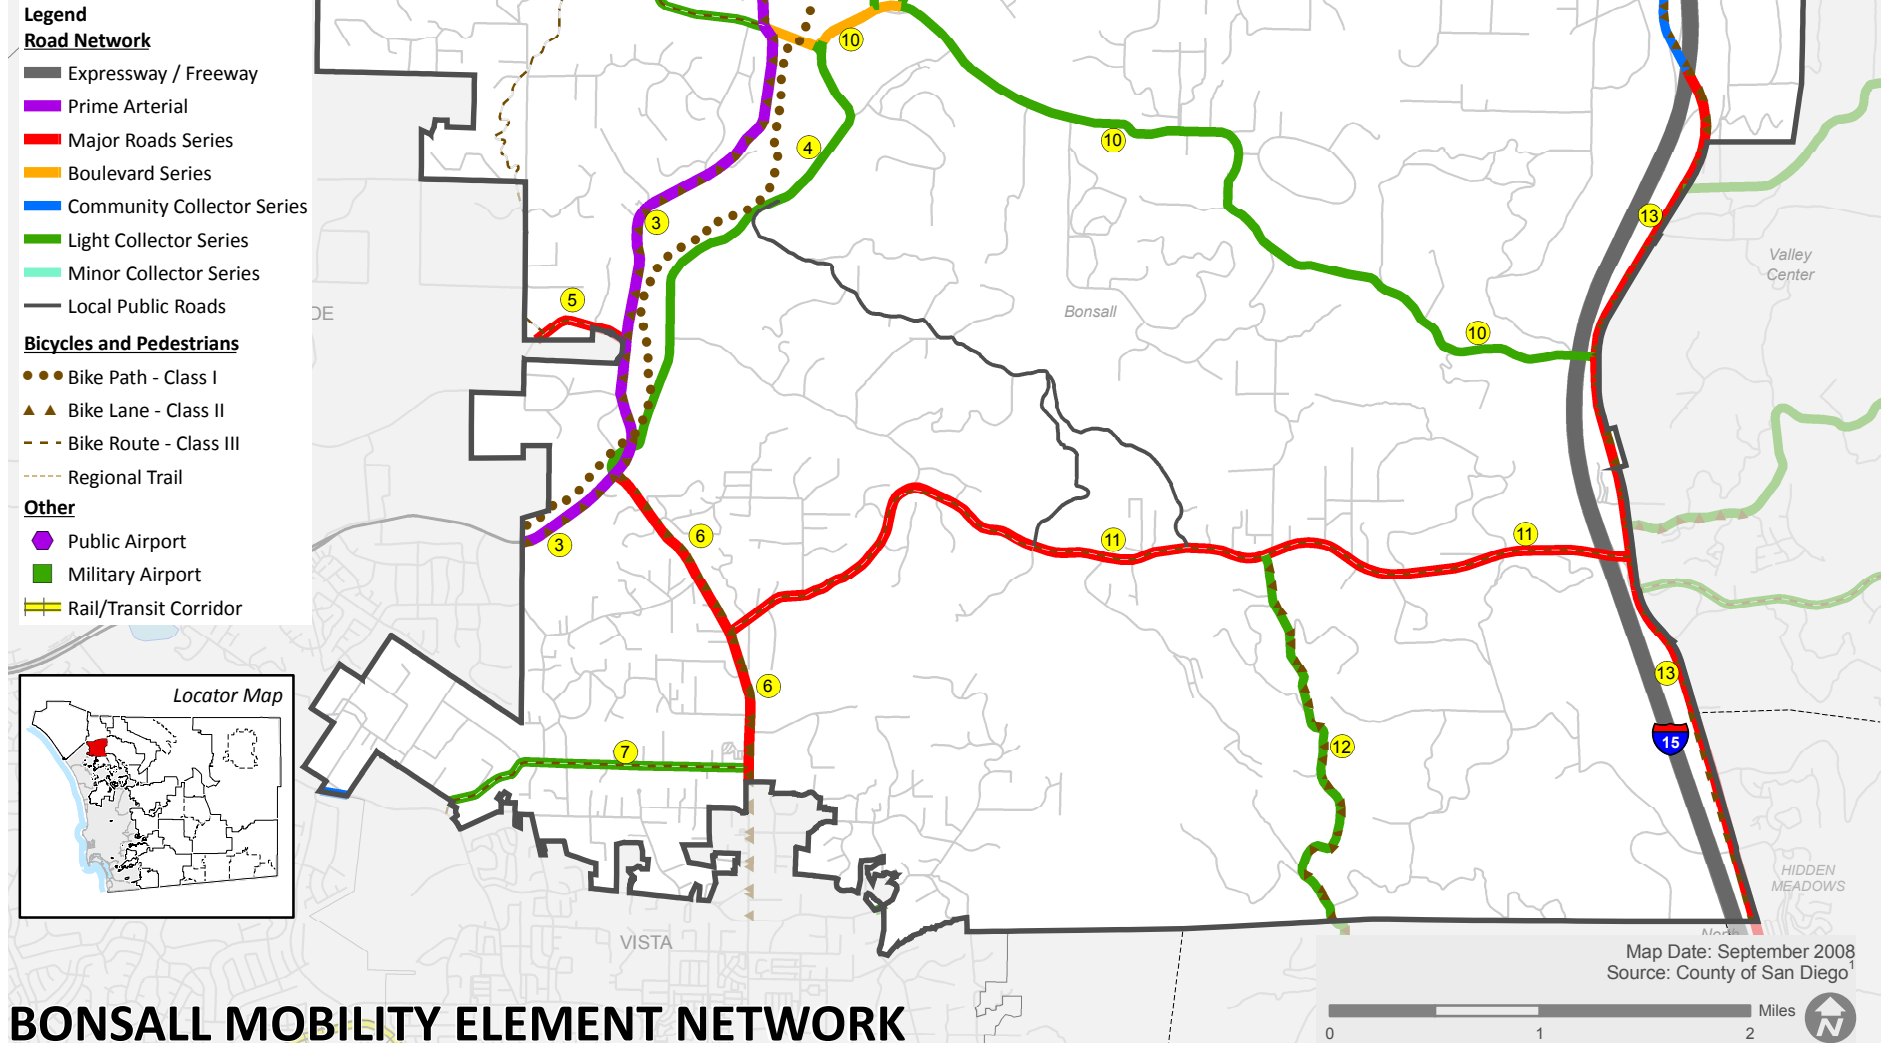 Legend
Road Network
Expressway / Freeway
Prime Arterial
Major Roads Series
Boulevard Series
Community Collector Series
Light Collector Series
Minor Collector Series
Local Public Roads
Bicycles and Pedestrians
Bike Path - Class I
Bike Lane - Class II
Bike Route - Class III
Regional Trail
Other
Public Airport
Military Airport
Rail/Transit Corridor
Locator Map
10
4
10
3
13
Valley
Center
5
DE
Bonsall
10
3
6
11
11
6
13
7
12
15
HIDDEN
MEADOWS
VISTA
North
Map Date: September 2008
Source: County of San Diego1
Miles
0 1 2
N
BONSALL MOBILITY ELEMENT NETWORK